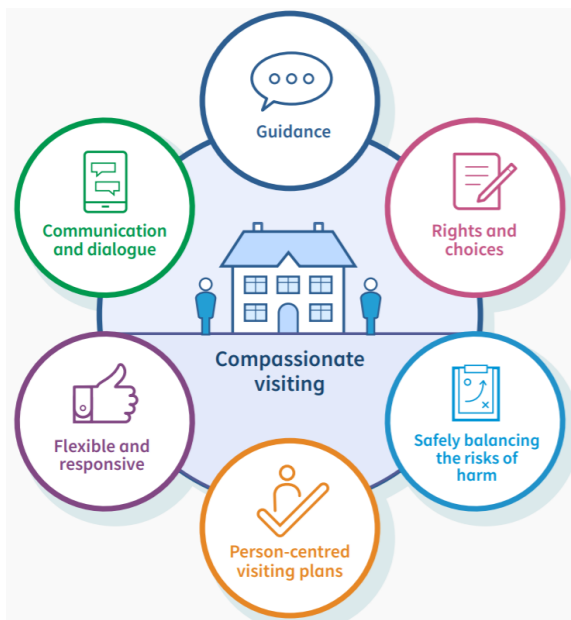 Guidance
Rights and
choices
Safely balancing
the risks of
harm
Person-centred
visiting plans
Flexible and
responsive
Communication
and dialogue
Compassionate
visiting